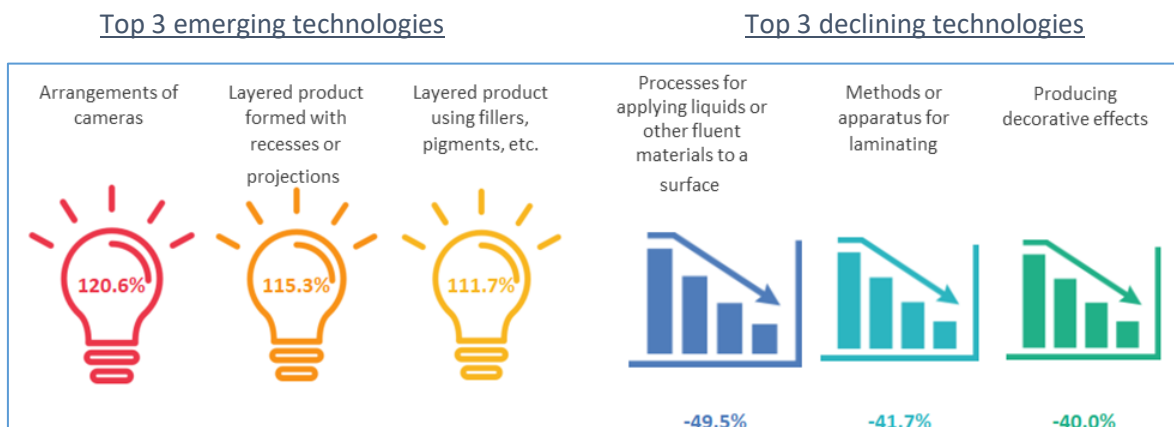 Top 3 emerging technologies
Top 3 declining technologies
Arrangements of
cameras
Layered product
formed with
recesses or
projections
Layered product
using fillers,
pigments, etc.
Processes for
applying liquids or
other fluent
materials to a
surface
Methods or
apparatus for
laminating
Producing
decorative effects
120.6%
115.3%
111.7%
-49.5%
-41.7%
-40.0%